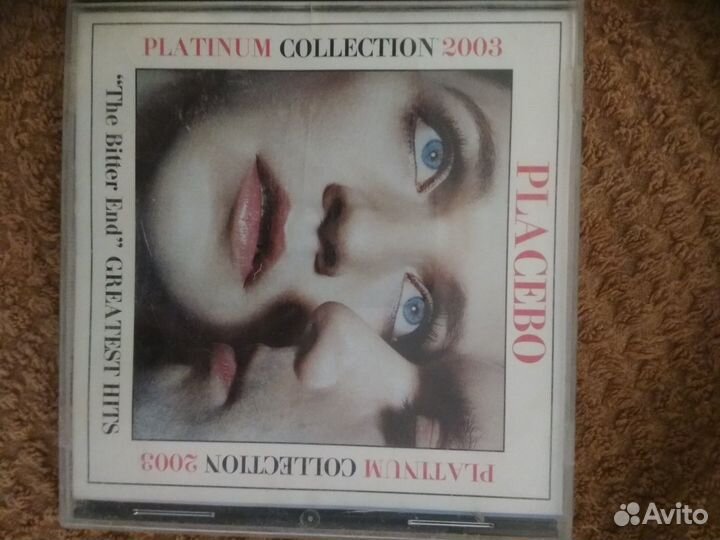 PLATINUM COLLECTION 2003
PLACEBO
"The Bitter End" GREATEST HITS
PLATINUM COLLECTION 2003
Avito